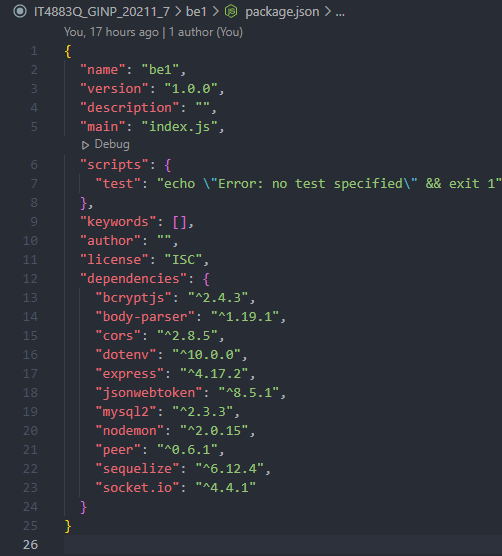 IT4883Q_GINP_20211_7 > be1 > package.json > ...
You, 17 hours ago | 1 author (You)
1 {
2 "name": "be1",
3 "version": "1.0.0",
4 "description": "",
5 "main": "index.js",
Debug
6 "scripts": {
7 "test": "echo \"Error: no test specified\" && exit 1"
8 },
9 "keywords": [],
10 "author": "",
11 "license": "ISC",
12 "dependencies": {
13 "bcryptjs": "^2.4.3",
14 "body-parser": "^1.19.1",
15 "cors": "^2.8.5",
16 "dotenv": "^10.0.0",
17 "express": "^4.17.2",
18 "jsonwebtoken": "^8.5.1",
19 "mysql2": "^2.3.3",
20 "nodemon": "^2.0.15",
21 "peer": "^0.6.1",
22 "sequelize": "^6.12.4",
23 "socket.io": "^4.4.1"
24 }
25 }
26